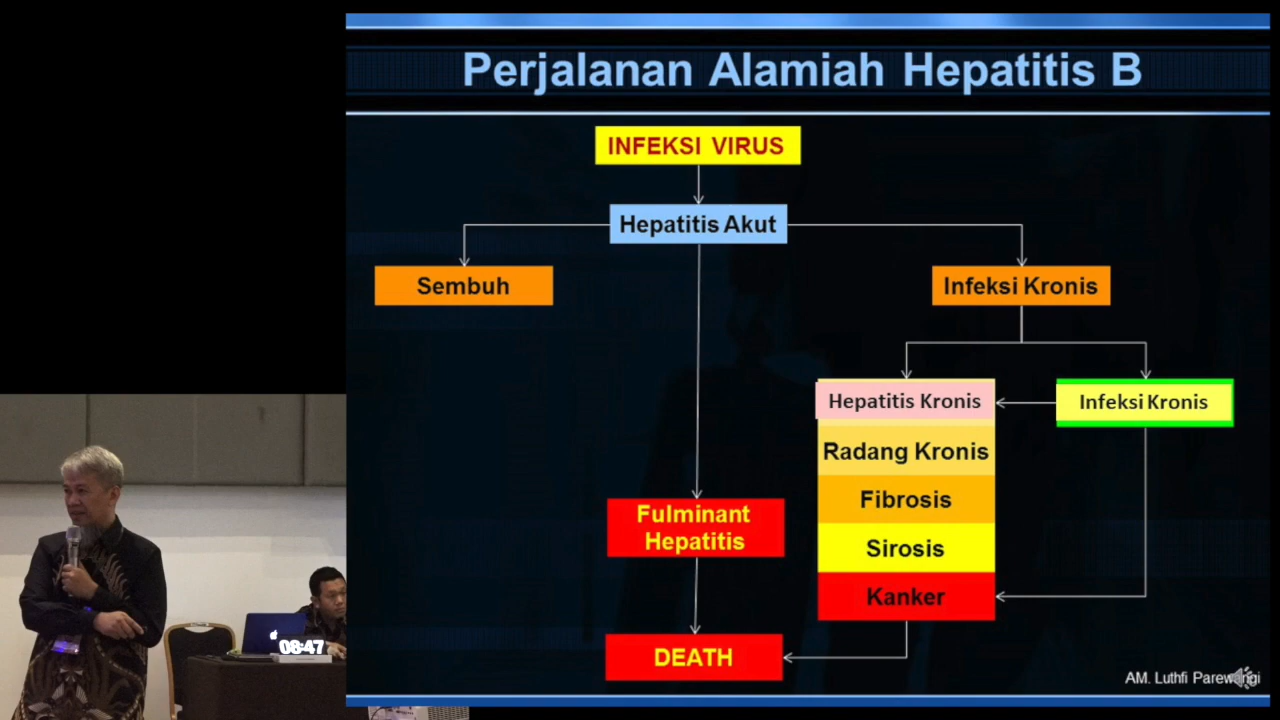 Perjalanan Alamiah Hepatitis B
INFEKSI VIRUS
Hepatitis Akut
Sembuh
Infeksi Kronis
Hepatitis Kronis
Infeksi Kronis
Radang Kronis
Fibrosis
Sirosis
Kanker
Fulminant
Hepatitis
DEATH
08:47
AM. Luthfi Parewangi